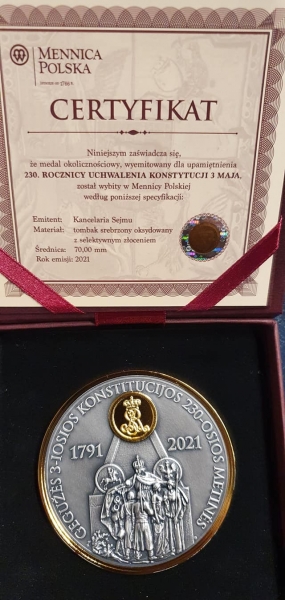 MENNICA
POLSKA
CERTYFIKAT
Niniejszym zaświadcza się,
że medal okolicznościowy, wyemitowany dla upamiętnienia
230. ROCZNICY UCHWALENIA KONSTYTUCJI 3 MAJA,
został wybity w Mennicy Polskiej
według poniższej specyfikacji:
Emitent: Kancelaria Sejmu
Materiał: tombak srebrzony oksydowany
z selektywnym złoceniem
Średnica: 70,00 mm
Rok emisji: 2021
GEGUŽĖS 3-IOSIOS KONSTITUCIJOS 230-OSIOS METINĖS
1791 2021